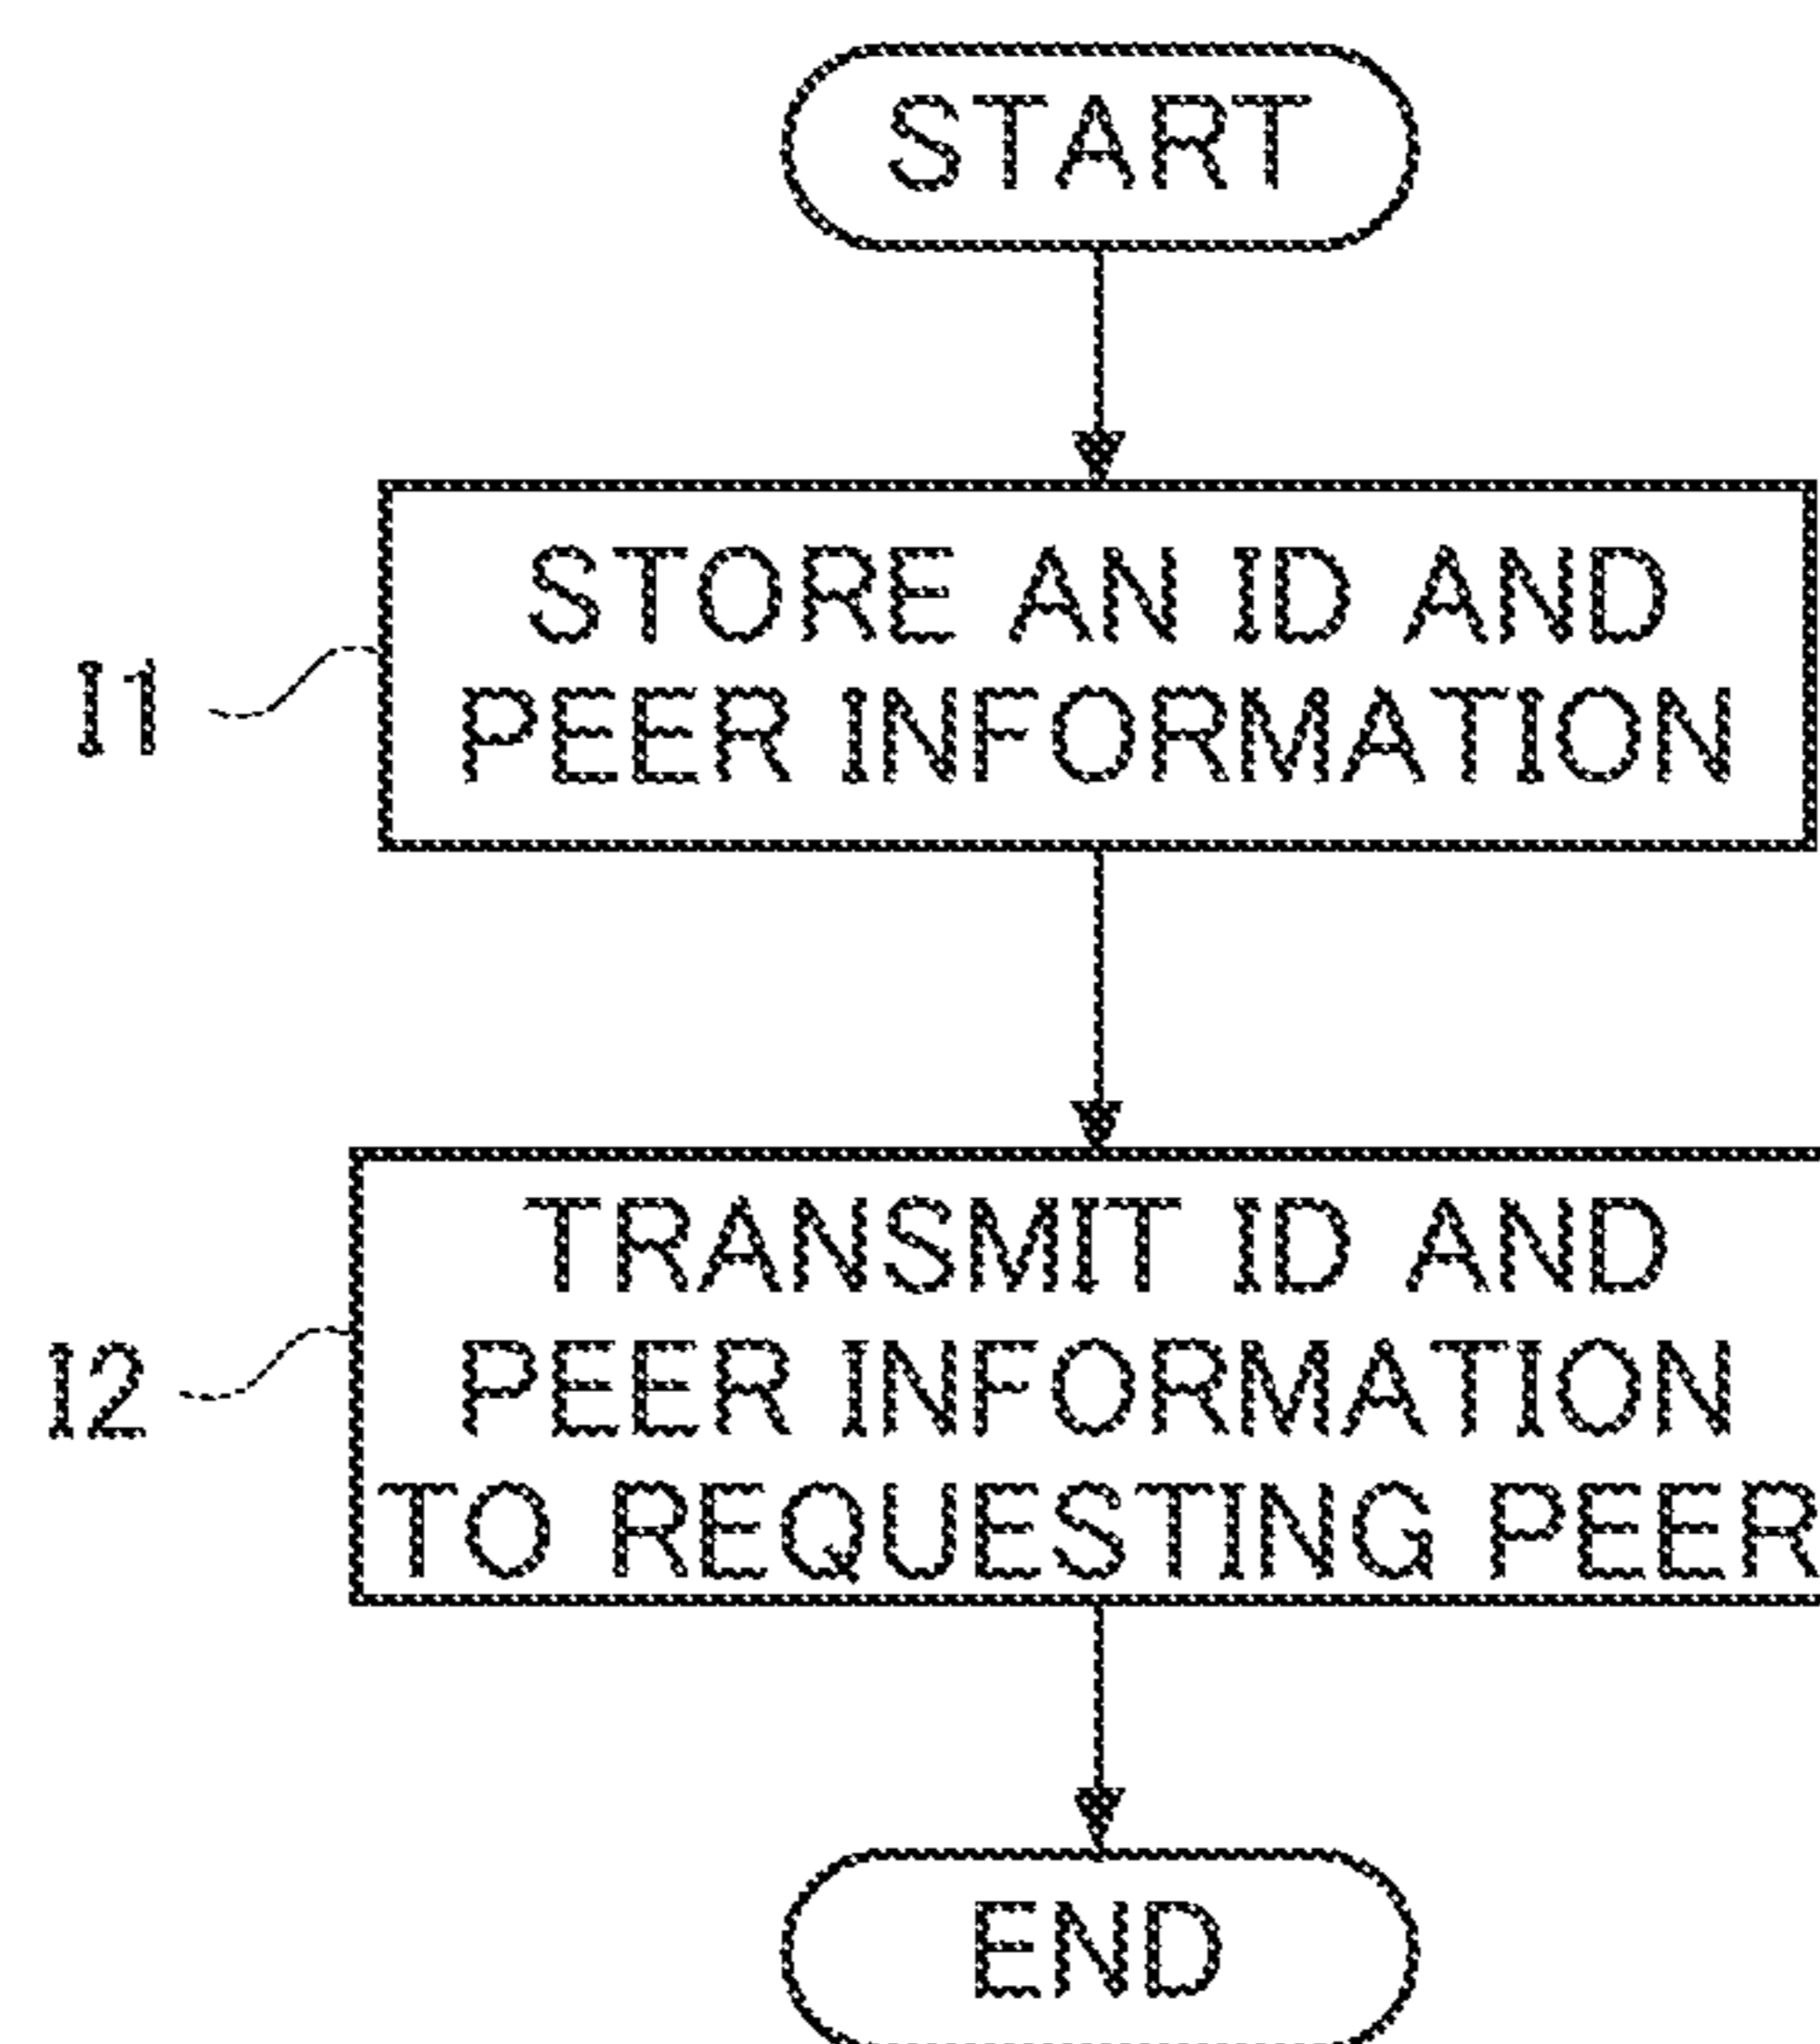 START
STORE AN ID AND
PEER INFORMATION
I1
TRANSMIT ID AND
PEER INFORMATION
TO REQUESTING PEER
I2
END